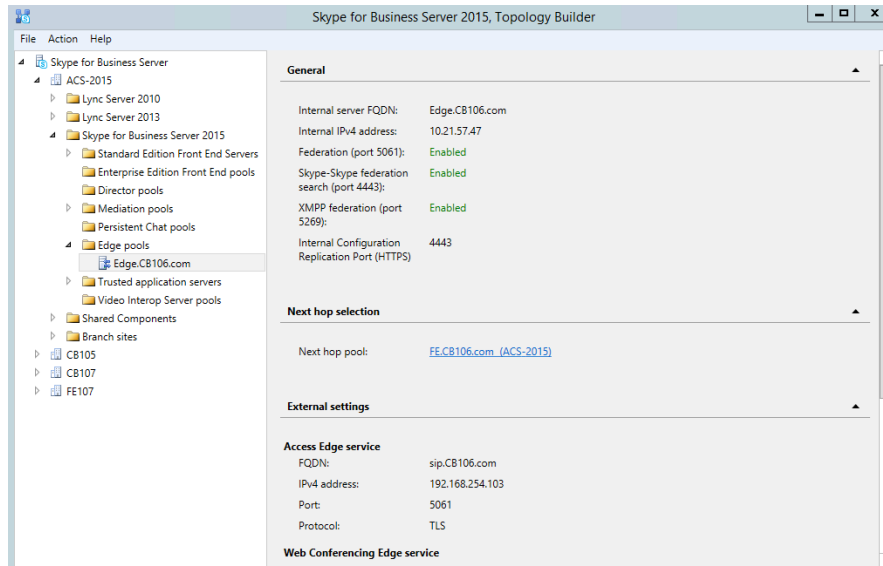 Skype for Business Server 2015, Topology Builder
File Action Help
Skype for Business Server
ACS-2015
Lync Server 2010
Lync Server 2013
Skype for Business Server 2015
Standard Edition Front End Servers
Enterprise Edition Front End pools
Director pools
Mediation pools
Persistent Chat pools
Edge pools
Edge.CB106.com
Trusted application servers
Video Interop Server pools
Shared Components
Branch sites
CB105
CB107
FE107
General
Internal server FQDN: Edge.CB106.com
Internal IPv4 address: 10.21.57.47
Federation (port 5061): Enabled
Skype-Skype federation Enabled
search (port 4443):
XMPP federation (port Enabled
5269):
Internal Configuration 4443
Replication Port (HTTPS)
Next hop selection
Next hop pool: FE.CB106.com (ACS-2015)
External settings
Access Edge service
FQDN: sip.CB106.com
IPv4 address: 192.168.254.103
Port: 5061
Protocol: TLS
Web Conferencing Edge service